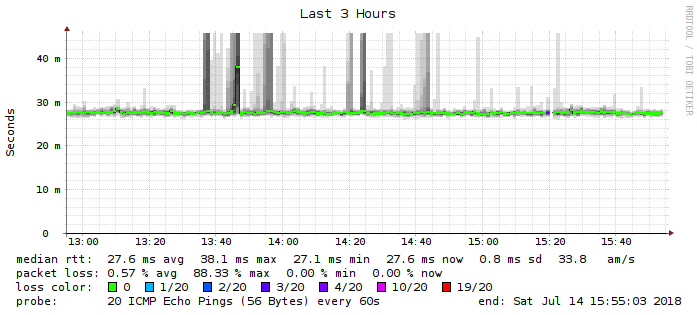 Last 3 Hours
RRDTOOL / TOBI OETIKER
Seconds
40 m
30 m
20 m
10 m
0
13:00 13:20 13:40 14:00 14:20 14:40 15:00 15:20 15:40
median rtt: 27.6 ms avg 38.1 ms max 27.1 ms min 27.6 ms now 0.8 ms sd 33.8 am/s
packet loss: 0.57 % avg 88.33 % max 0.00 % min 0.00 % now
loss color: 0 1/20 2/20 3/20 4/20 10/20 19/20
probe: 20 ICMP Echo Pings (56 Bytes) every 60s end: Sat Jul 14 15:55:03 2018